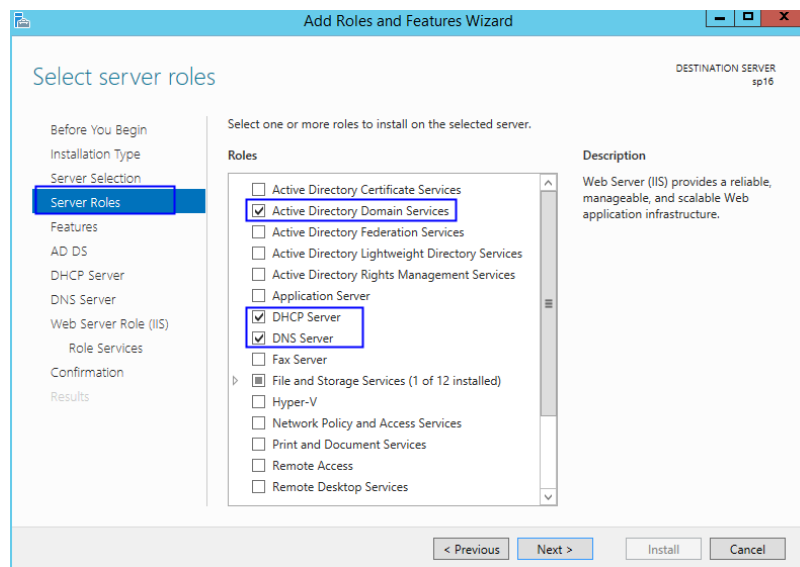 Add Roles and Features Wizard
Select server roles
DESTINATION SERVER
sp16
Before You Begin
Installation Type
Server Selection
Server Roles
Features
AD DS
DHCP Server
DNS Server
Web Server Role (IIS)
Role Services
Confirmation
Results
Select one or more roles to install on the selected server.
Roles
Active Directory Certificate Services
Active Directory Domain Services
Active Directory Federation Services
Active Directory Lightweight Directory Services
Active Directory Rights Management Services
Application Server
DHCP Server
DNS Server
Fax Server
File and Storage Services (1 of 12 installed)
Hyper-V
Network Policy and Access Services
Print and Document Services
Remote Access
Remote Desktop Services
Description
Web Server (IIS) provides a reliable,
manageable, and scalable Web
application infrastructure.
< Previous
Next >
Install
Cancel